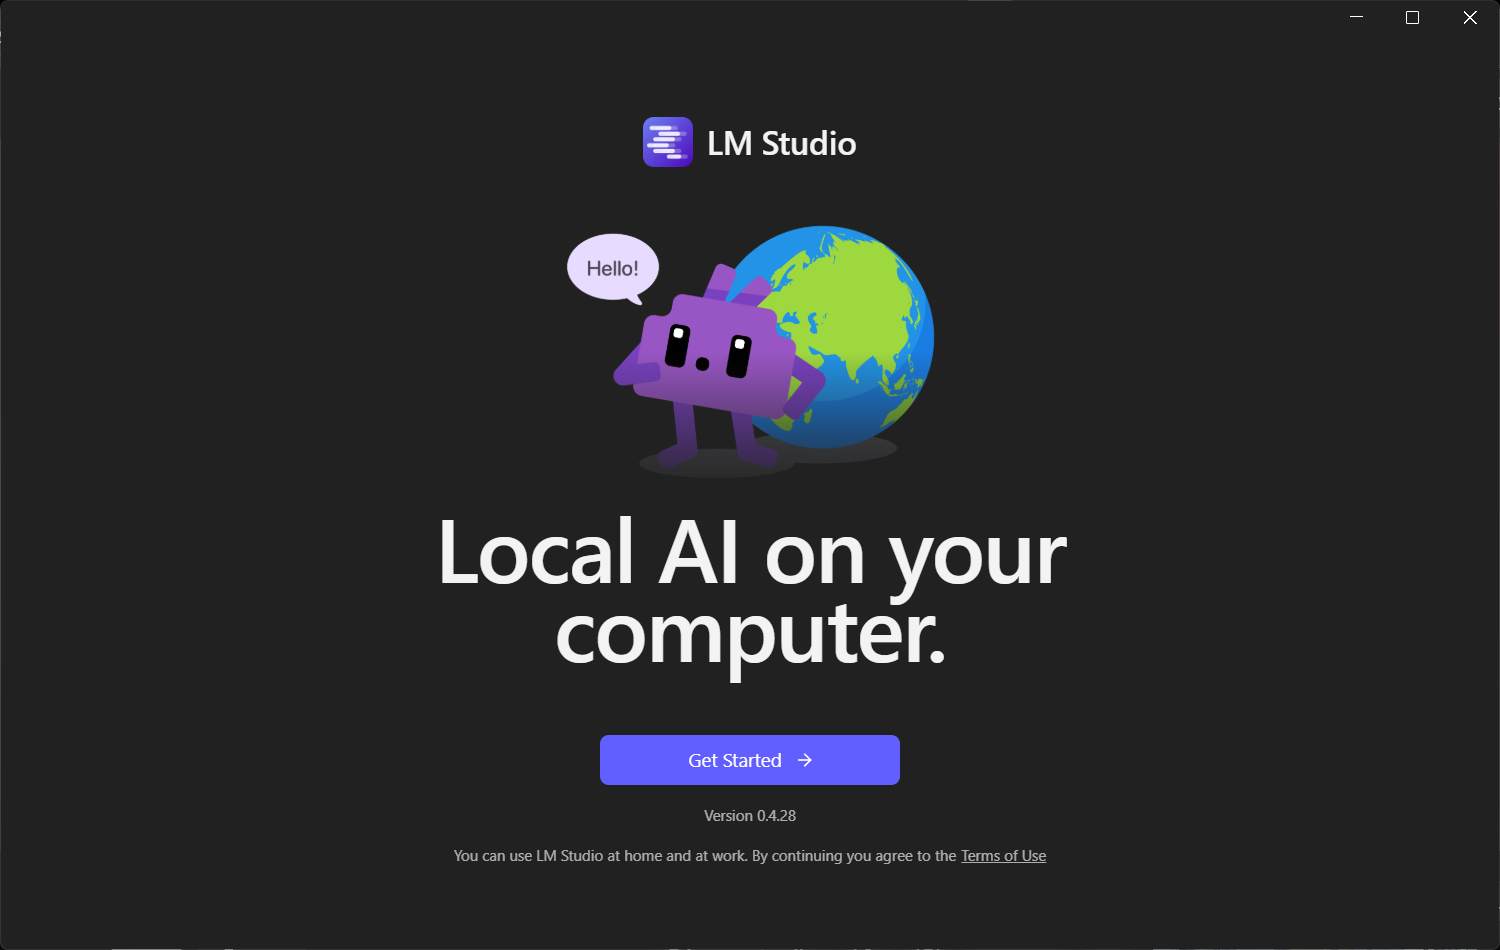 LM Studio
Hello!
Local AI on your
computer.
Get Started
Version 0.4.28
You can use LM Studio at home and at work. By continuing you agree to the Terms of Use